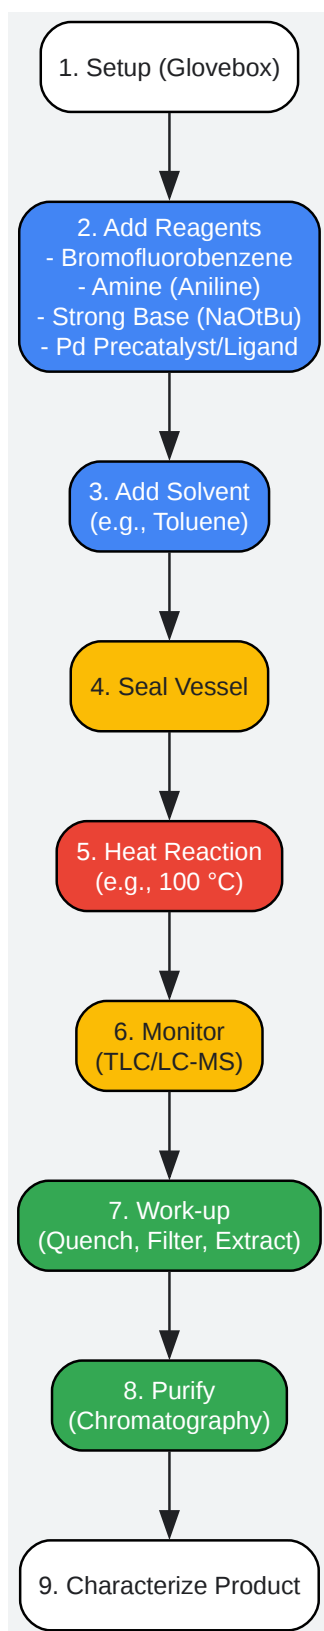 1. Setup (Glovebox)
2. Add Reagents
- Bromofluorobenzene
- Amine (Aniline)
- Strong Base (NaOtBu)
- Pd Precatalyst/Ligand
3. Add Solvent
(e.g., Toluene)
4. Seal Vessel
5. Heat Reaction
(e.g., 100 °C)
6. Monitor
(TLC/LC-MS)
7. Work-up
(Quench, Filter, Extract)
8. Purify
(Chromatography)
9. Characterize Product